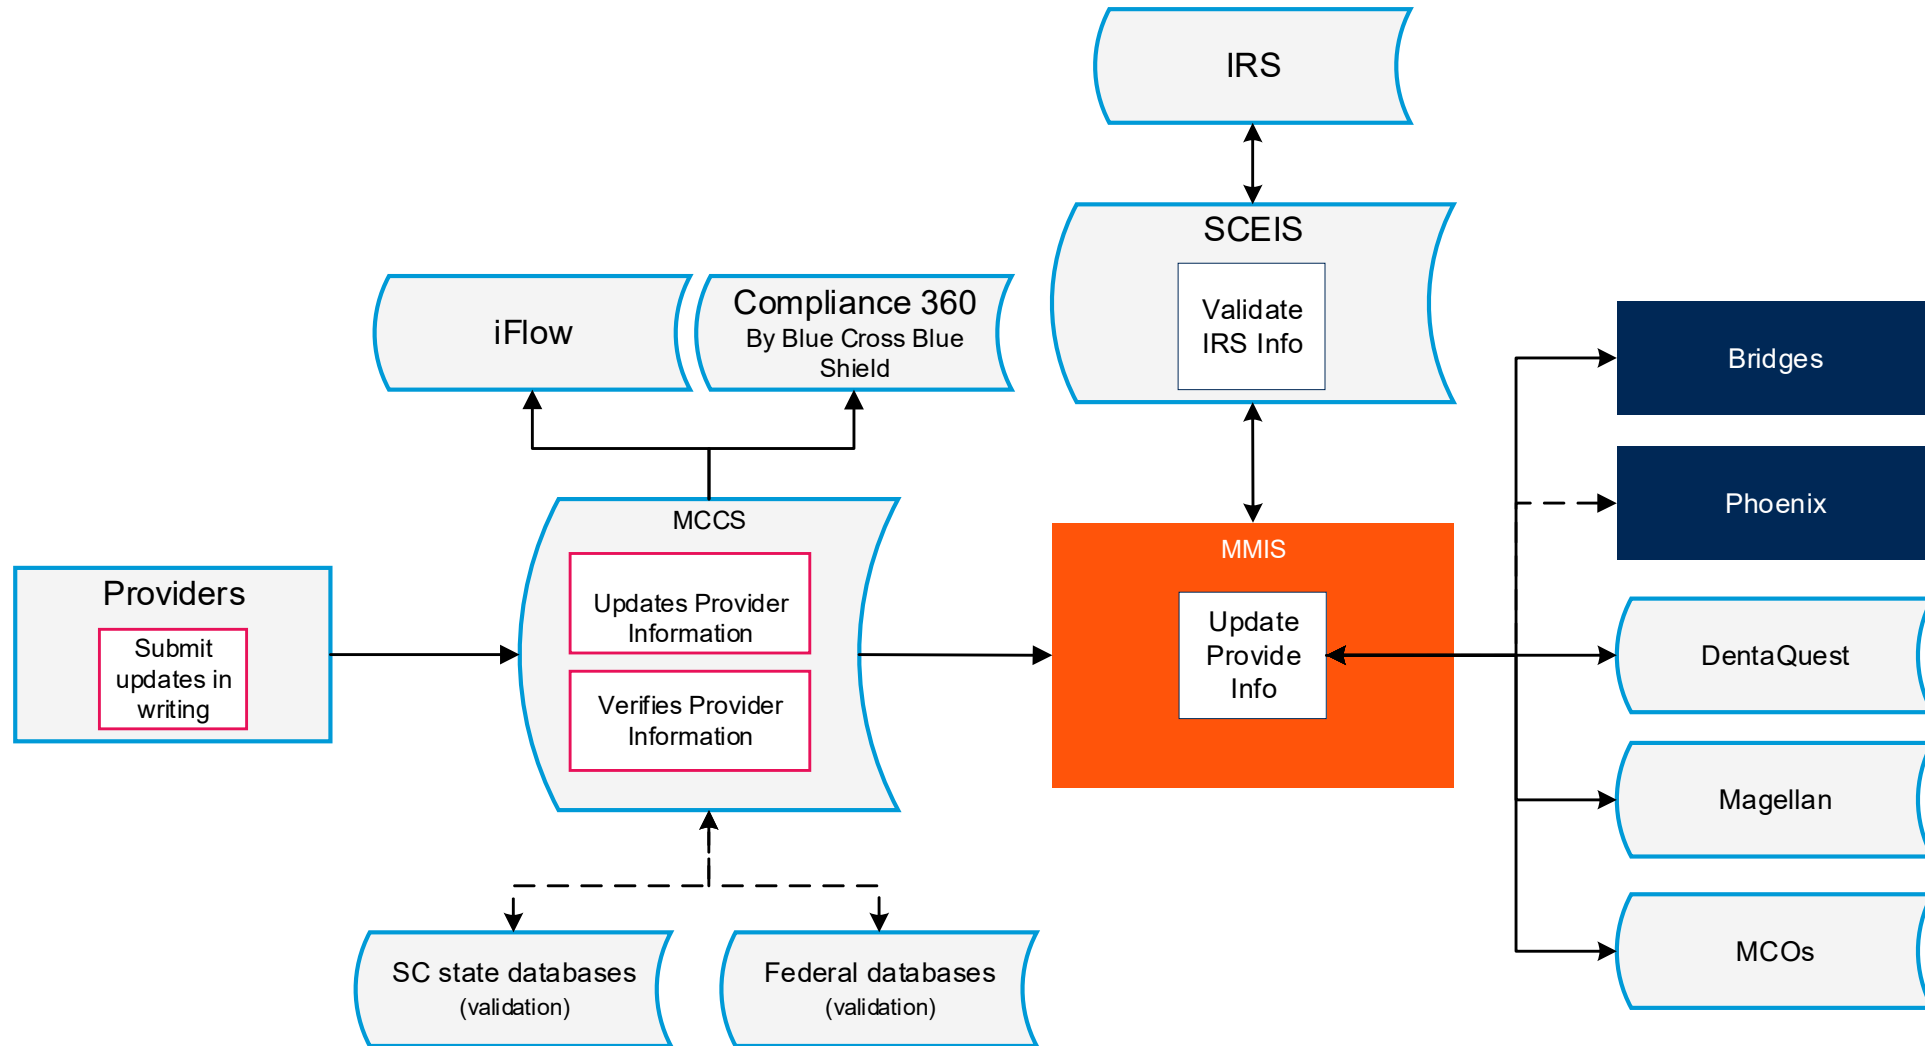 IRS
SCEIS
Validate
IRS Info
iFlow
Compliance 360
By Blue Cross Blue
Shield
Bridges
Phoenix
MCCS
Updates Provider
Information
Verifies Provider
Information
MMIS
Update
Provide
Info
Providers
Submit
updates in
writing
DentaQuest
Magellan
MCOs
SC state databases
(validation)
Federal databases
(validation)